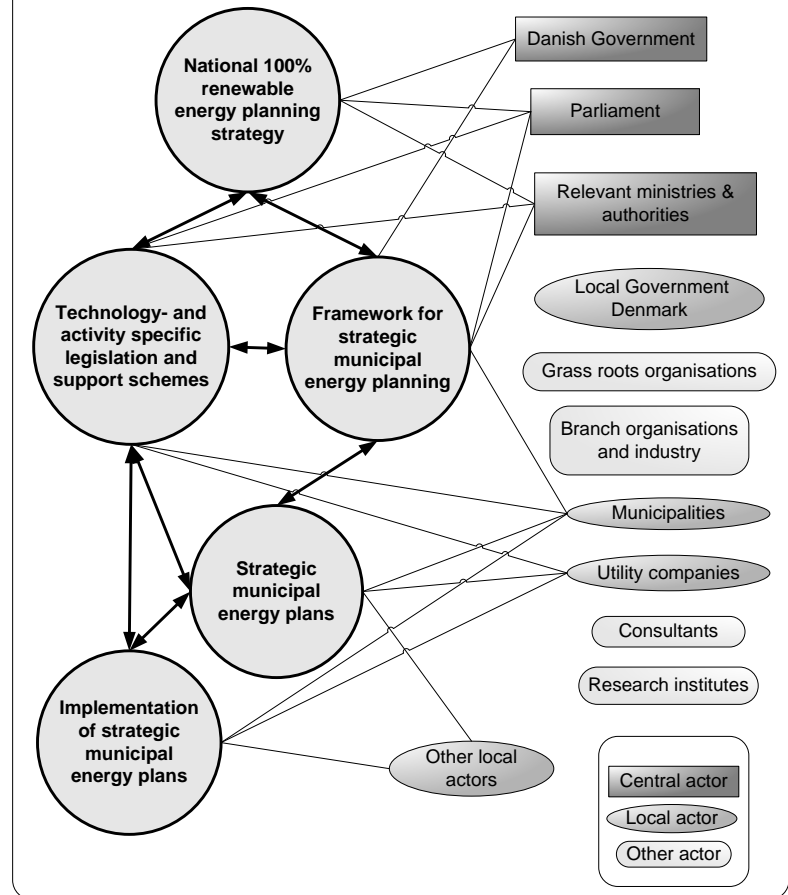 National 100%
renewable
energy planning
strategy
Danish Government
Parliament
Relevant ministries &
authorities
Technology- and
activity specific
legislation and
support schemes
Framework for
strategic
municipal
energy planning
Local Government
Denmark
Grass roots organisations
Branch organisations
and industry
Municipalities
Strategic
municipal
energy plans
Utility companies
Consultants
Research institutes
Implementation
of strategic
municipal
energy plans
Other local
actors
Central actor
Local actor
Other actor